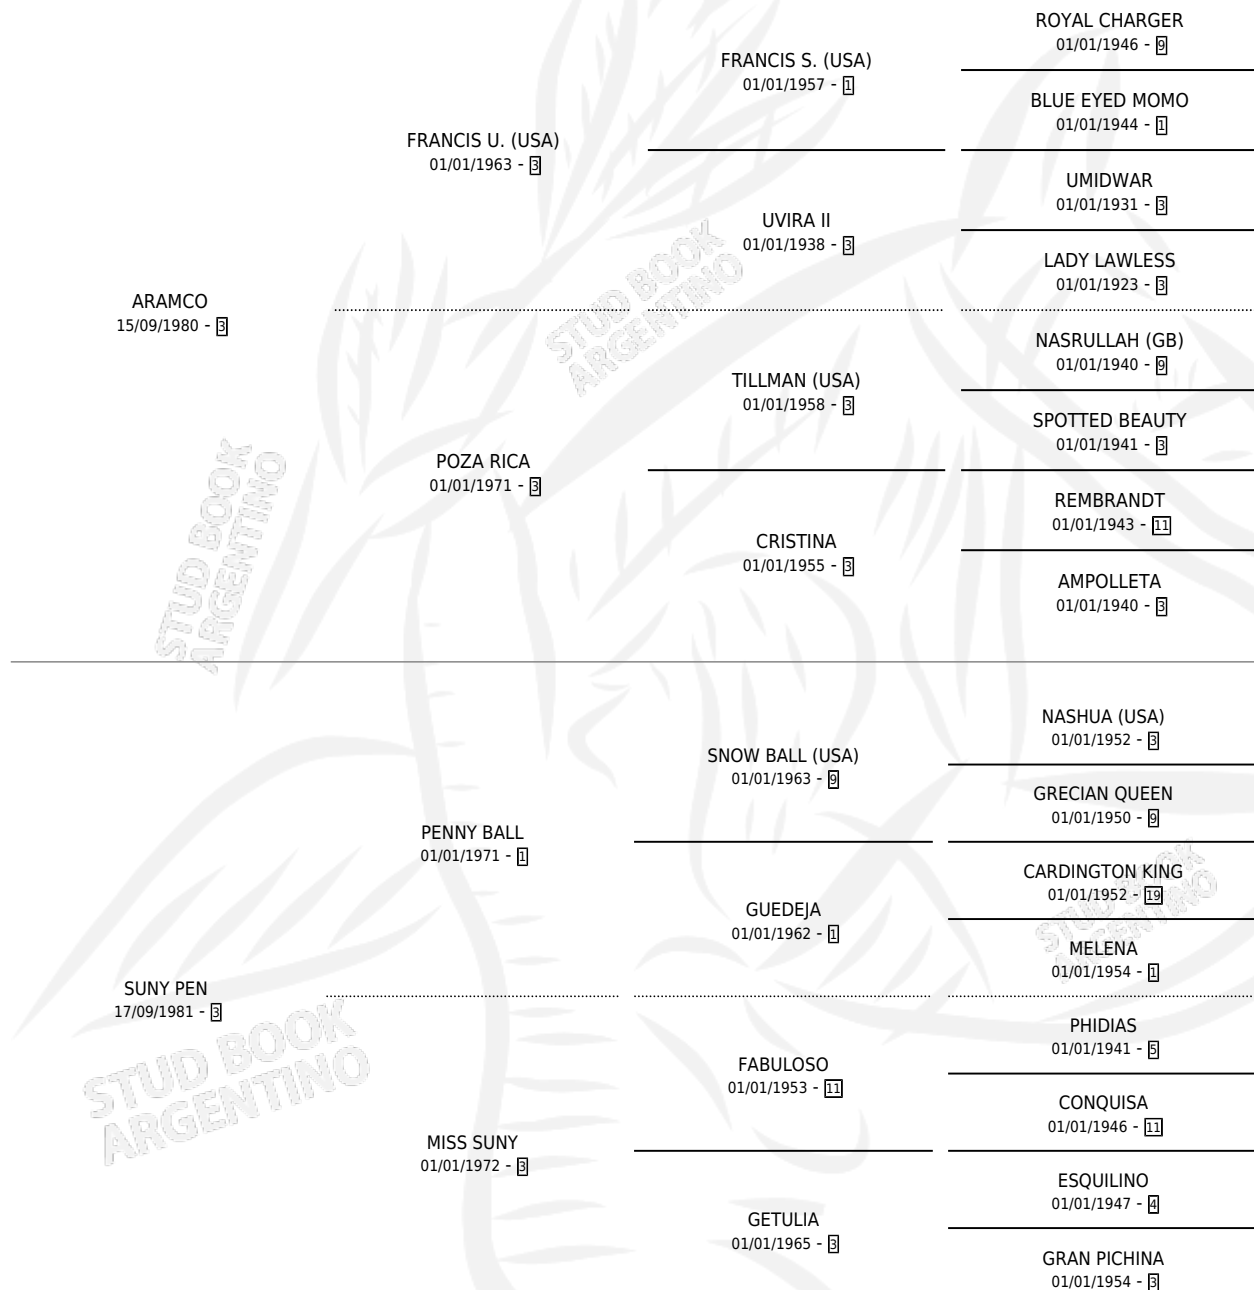 ROYAL CHARGER
01/01/1946 - 9
FRANCIS S. (USA)
01/01/1957 - 1
BLUE EYED MOMO
01/01/1944 - 1
FRANCIS U. (USA)
01/01/1963 - 3
UMIDWAR
01/01/1931 - 3
UVIRA II
01/01/1938 - 3
LADY LAWLESS
01/01/1923 - 3
ARAMCO
15/09/1980 - 3
NASRULLAH (GB)
01/01/1940 - 9
TILLMAN (USA)
01/01/1958 - 3
SPOTTED BEAUTY
01/01/1941 - 3
POZA RICA
01/01/1971 - 3
REMBRANDT
01/01/1943 - 11
CRISTINA
01/01/1955 - 3
AMPOLLETA
01/01/1940 - 3
NASHUA (USA)
01/01/1952 - 3
SNOW BALL (USA)
01/01/1963 - 9
GRECIAN QUEEN
01/01/1950 - 9
PENNY BALL
01/01/1971 - 1
CARDINGTON KING
01/01/1952 - 19
GUEDEJA
01/01/1962 - 1
MELENA
01/01/1954 - 1
SUNY PEN
17/09/1981 - 3
PHIDIAS
01/01/1941 - 5
FABULOSO
01/01/1953 - 11
CONQUISA
01/01/1946 - 11
MISS SUNY
01/01/1972 - 3
ESQUILINO
01/01/1947 - 4
GETULIA
01/01/1965 - 3
GRAN PICHINA
01/01/1954 - 3
STUD BOOK
ARGENTINO
STUD BOOK
ARGENTINO
STUD BOOK
ARGENTINO
STUD BOOK
ARGENTINO